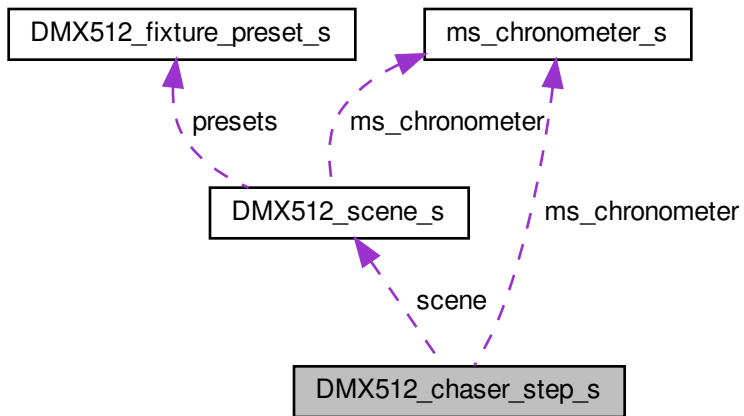 DMX512_fixture_preset_s
ms_chronometer_s
presets
ms_chronometer
DMX512_scene_s
ms_chronometer
scene
DMX512_chaser_step_s